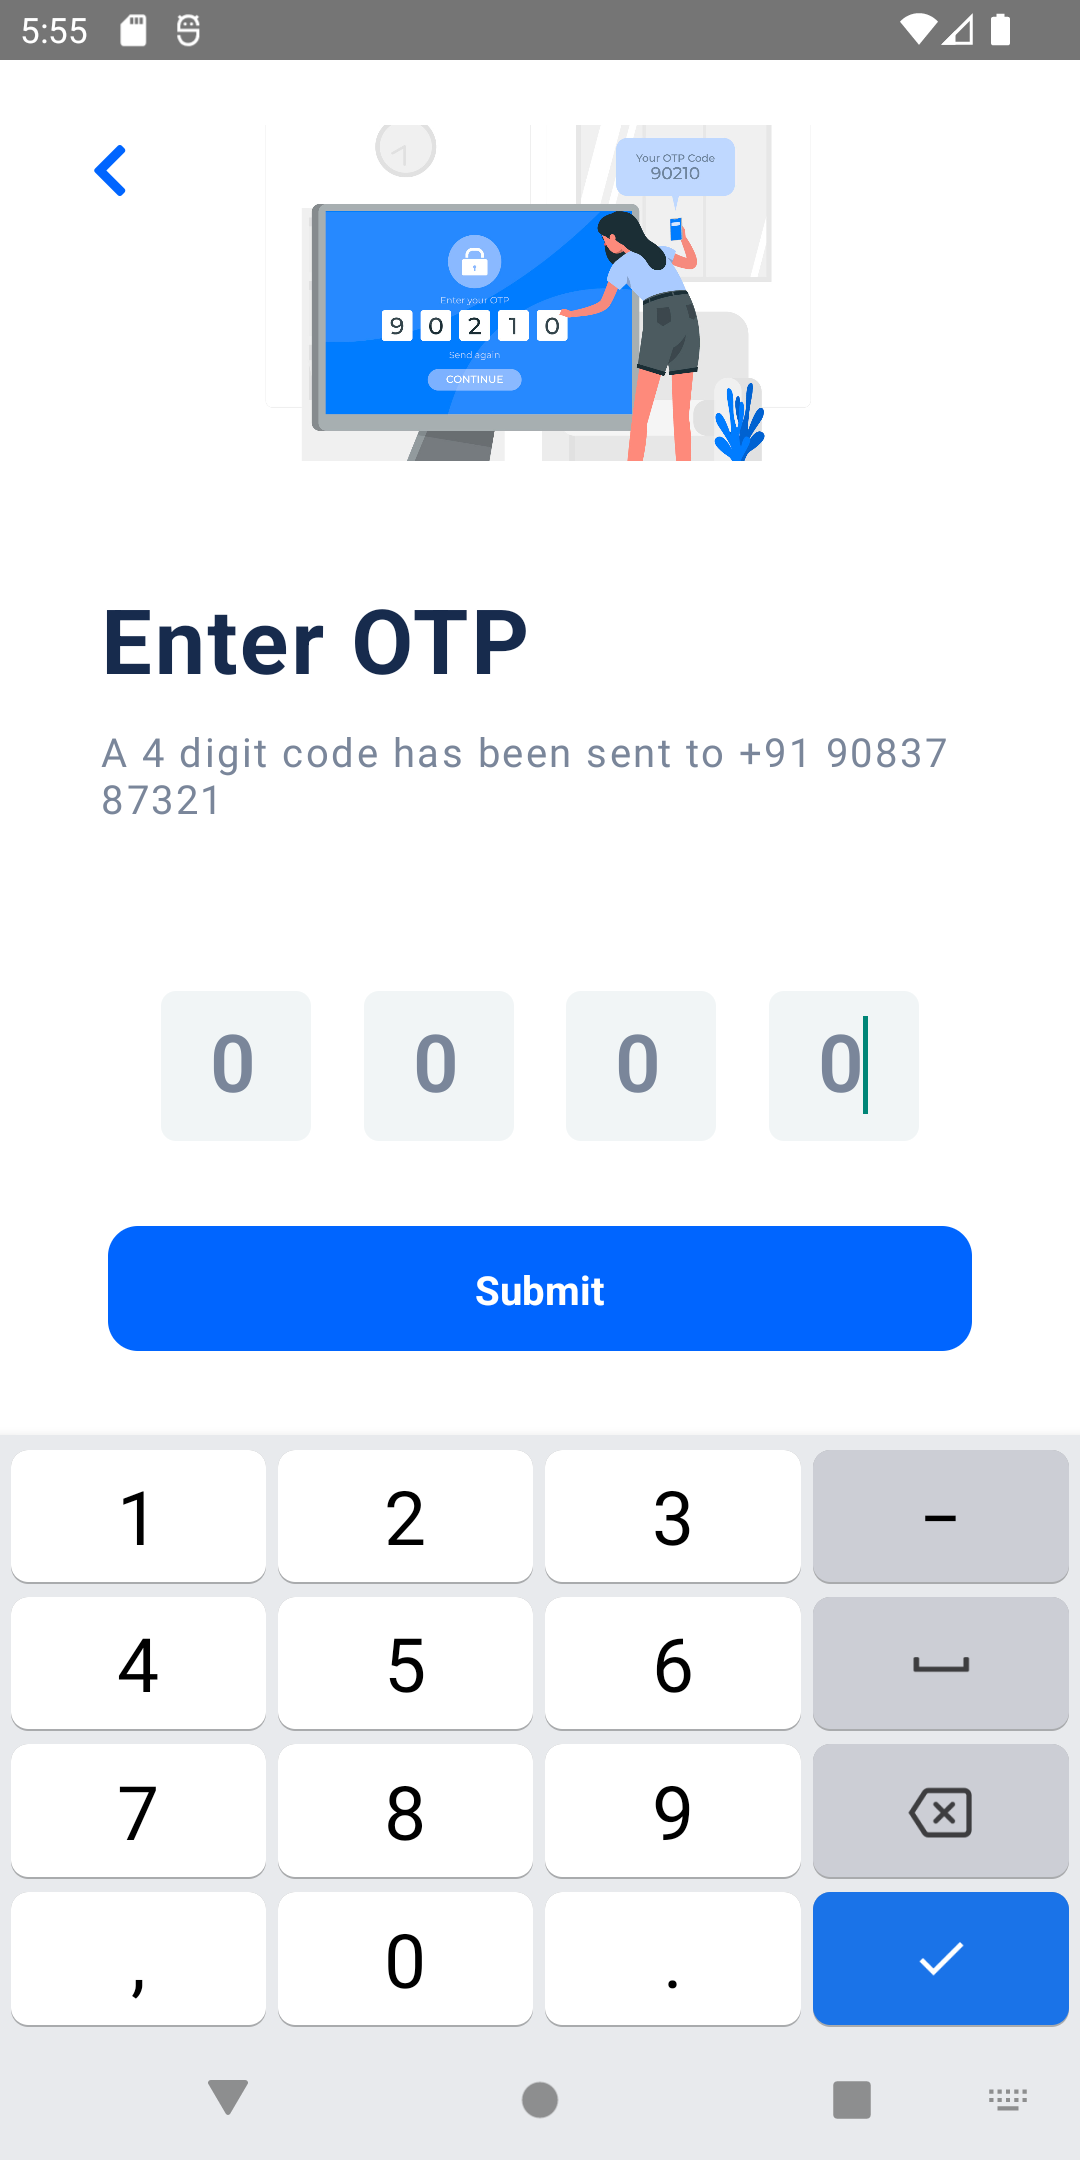 5:55
Your OTP Code
90210
Enter your OTP
9 0 2 1 0
Send again
CONTINUE
Enter OTP
A 4 digit code has been sent to +91 90837
87321
0 0 0 0
Submit
1 2 3 –
4 5 6
7 8 9
, 0 .